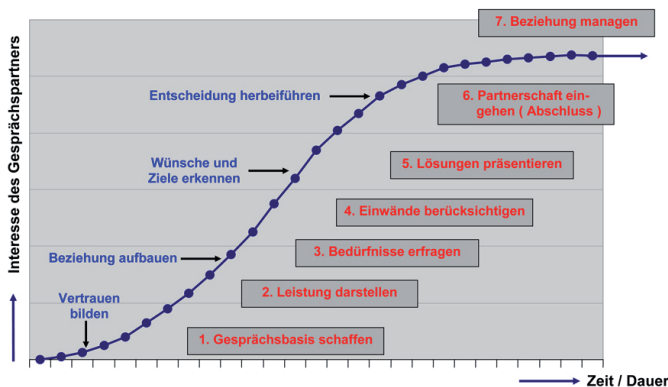 7. Beziehung managen
Entscheidung herbeiführen
6. Partnerschaft ein-
gehen ( Abschluss )
Wünsche und
Ziele erkennen
5. Lösungen präsentieren
4. Einwände berücksichtigen
Beziehung aufbauen
3. Bedürfnisse erfragen
Vertrauen
bilden
2. Leistung darstellen
1. Gesprächsbasis schaffen
Interesse des Gesprächspartners
Zeit / Dauer